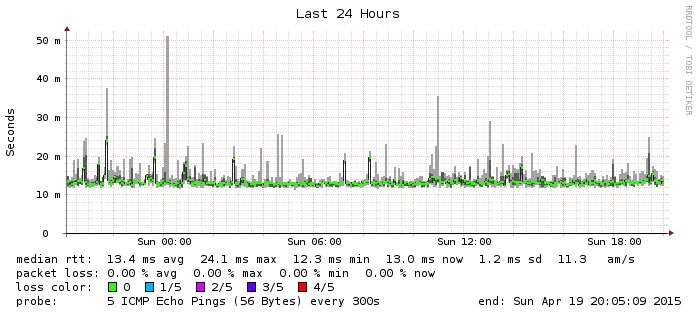 Last 24 Hours
RRDTOOL / TOBI OETIKER
Seconds
50 m
40 m
30 m
20 m
10 m
0
Sun 00:00 Sun 06:00 Sun 12:00 Sun 18:00
median rtt: 13.4 ms avg 24.1 ms max 12.3 ms min 13.0 ms now 1.2 ms sd 11.3 am/s
packet loss: 0.00 % avg 0.00 % max 0.00 % min 0.00 % now
loss color: 0 1/5 2/5 3/5 4/5
probe: 5 ICMP Echo Pings (56 Bytes) every 300s end: Sun Apr 19 20:05:09 2015